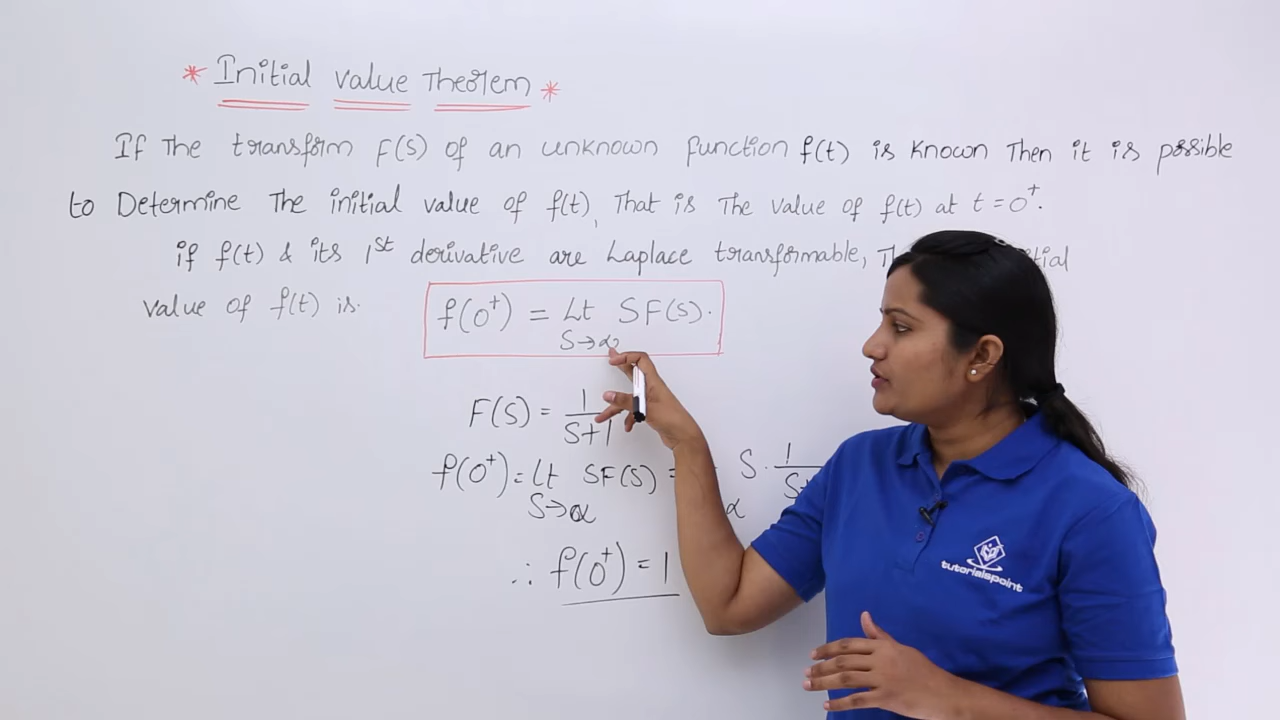 * Initial value Theorem *
If The transform F(S) of an unknown function f(t) is known Then it is possible
to Determine The initial value of f(t), That is The value of f(t) at t = 0⁺.
if f(t) & its 1st derivative are Laplace transformable,
value of f(t) is.
f(0⁺) = Lt SF(S).
S→∞
F(S) = 1/(S+1)
f(0⁺) = Lt SF(S) = S. 1
S→∝ ∝
∴ f(0⁺) = 1
tutorialspoint